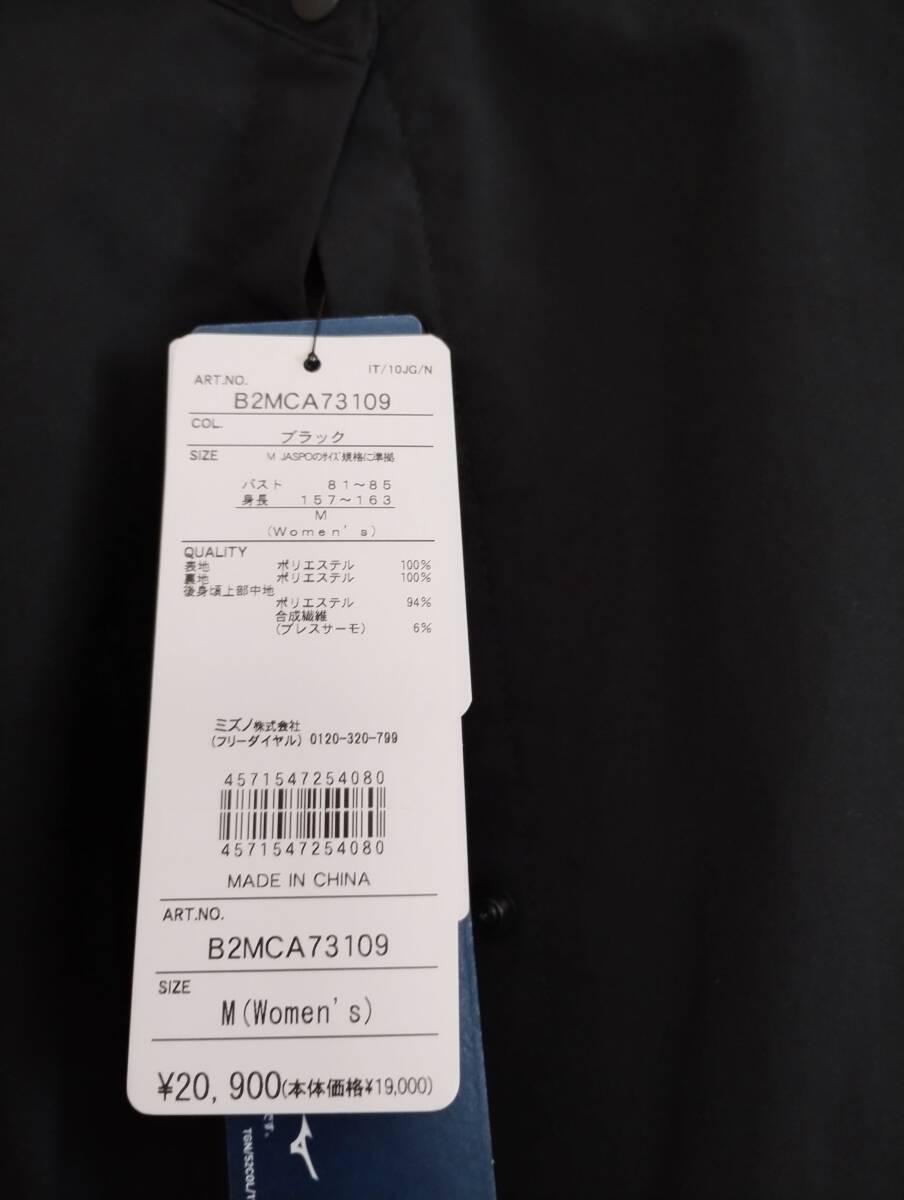 IT/10JG/N
ART.NO.
B2MCA73109
COL.
ブラック
SIZE M JASPOのサイズ規格に準拠
バスト 81~85
身長 157~163
M
(Women's)
QUALITY
表地 ポリエステル 100%
裏地 ポリエステル 100%
後身頃上部中地
ポリエステル 94%
合成繊維
(ブレスサーモ) 6%
ミズノ株式会社
(フリーダイヤル) 0120-320-799
4571547254080
4571547254080
MADE IN CHINA
ART.NO.
B2MCA73109
SIZE
M(Women's)
¥20,900(本体価格¥19,000)
です。
TGN/52COL/1